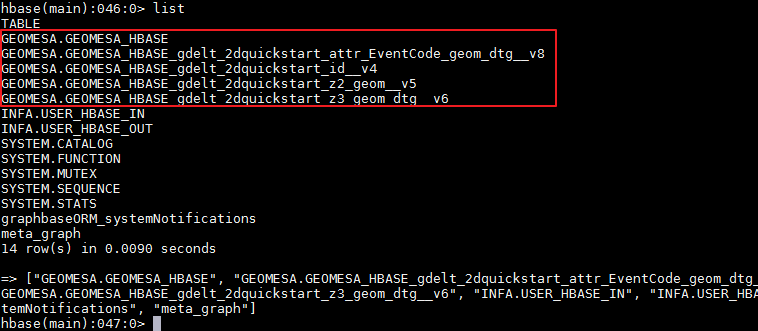 hbase(main):046:0> list
TABLE
GEOMESA.GEOMESA_HBASE
GEOMESA.GEOMESA_HBASE_gdelt_2dquickstart_attr_EventCode_geom_dtg__v8
GEOMESA.GEOMESA_HBASE_gdelt_2dquickstart_id__v4
GEOMESA.GEOMESA_HBASE_gdelt_2dquickstart_z2_geom__v5
GEOMESA.GEOMESA_HBASE_gdelt_2dquickstart_z3_geom_dtg__v6
INFA.USER_HBASE_IN
INFA.USER_HBASE_OUT
SYSTEM.CATALOG
SYSTEM.FUNCTION
SYSTEM.MUTEX
SYSTEM.SEQUENCE
SYSTEM.STATS
graphbaseORM_systemNotifications
meta_graph
14 row(s) in 0.0090 seconds
=> ["GEOMESA.GEOMESA_HBASE", "GEOMESA.GEOMESA_HBASE_gdelt_2dquickstart_attr_EventCode_geom_dtg_
GEOMESA.GEOMESA_HBASE_gdelt_2dquickstart_z3_geom_dtg__v6", "INFA.USER_HBASE_IN", "INFA.USER_HBA
temNotifications", "meta_graph"]
hbase(main):047:0>